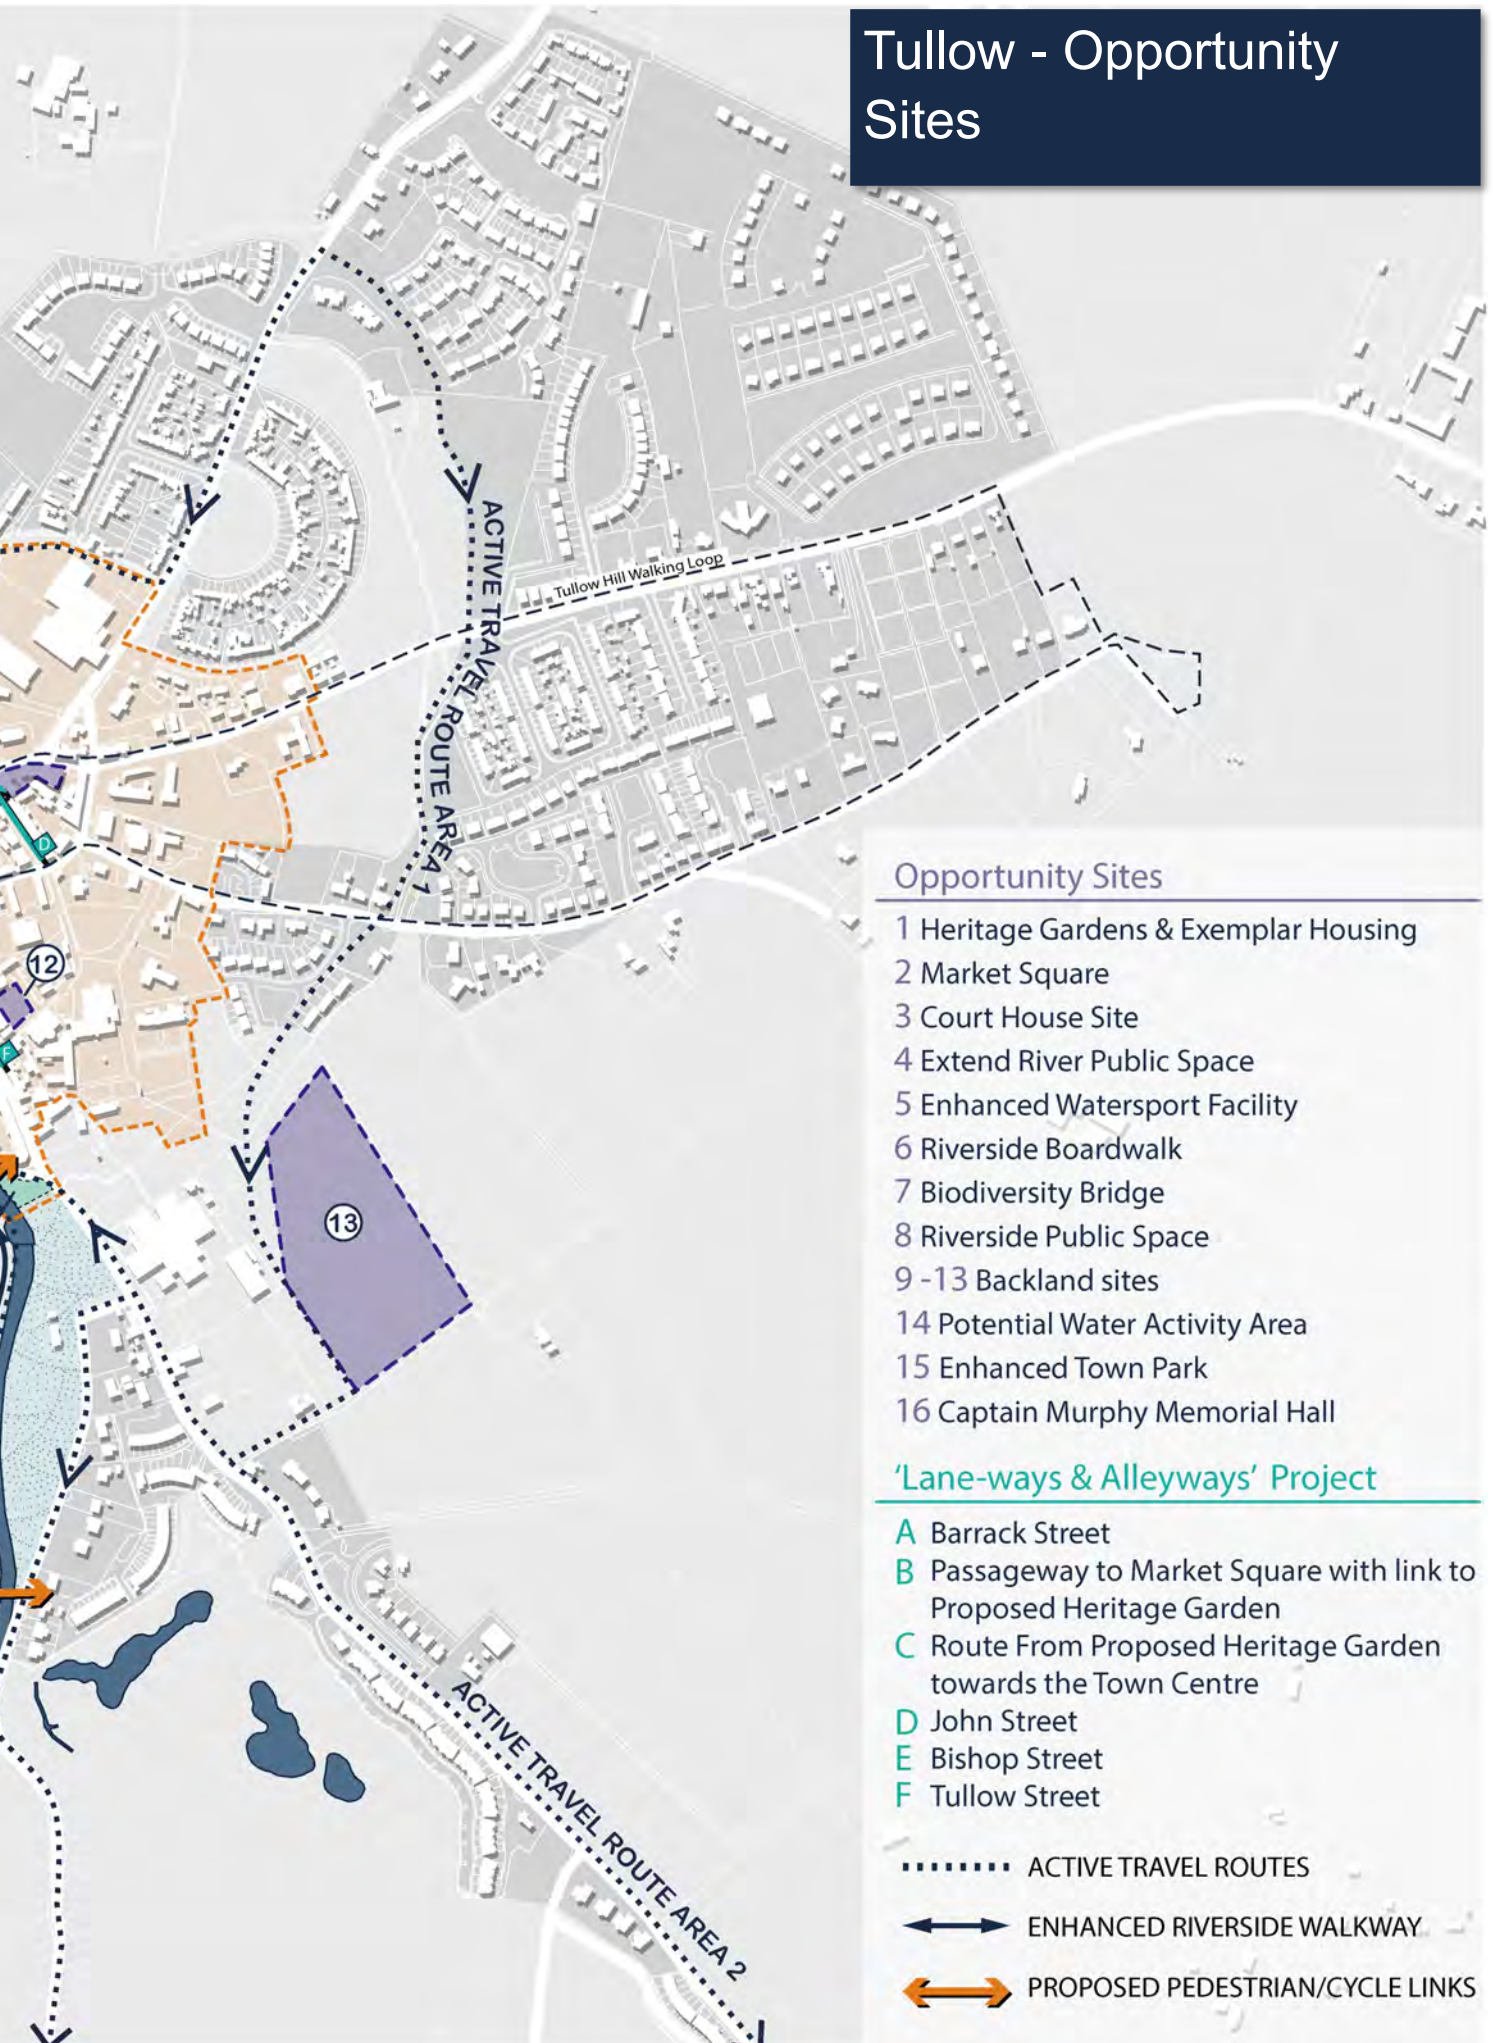 Tullow - Opportunity
Sites
ACTIVE TRAVEL ROUTE AREA 1
Tullow Hill Walking Loop
D
12
F
13
ACTIVE TRAVEL ROUTE AREA 2
Opportunity Sites
1 Heritage Gardens & Exemplar Housing
2 Market Square
3 Court House Site
4 Extend River Public Space
5 Enhanced Watersport Facility
6 Riverside Boardwalk
7 Biodiversity Bridge
8 Riverside Public Space
9 -13 Backland sites
14 Potential Water Activity Area
15 Enhanced Town Park
16 Captain Murphy Memorial Hall
‘Lane-ways & Alleyways’ Project
A Barrack Street
B Passageway to Market Square with link to
Proposed Heritage Garden
C Route From Proposed Heritage Garden
towards the Town Centre
D John Street
E Bishop Street
F Tullow Street
ACTIVE TRAVEL ROUTES
ENHANCED RIVERSIDE WALKWAY
PROPOSED PEDESTRIAN/CYCLE LINKS